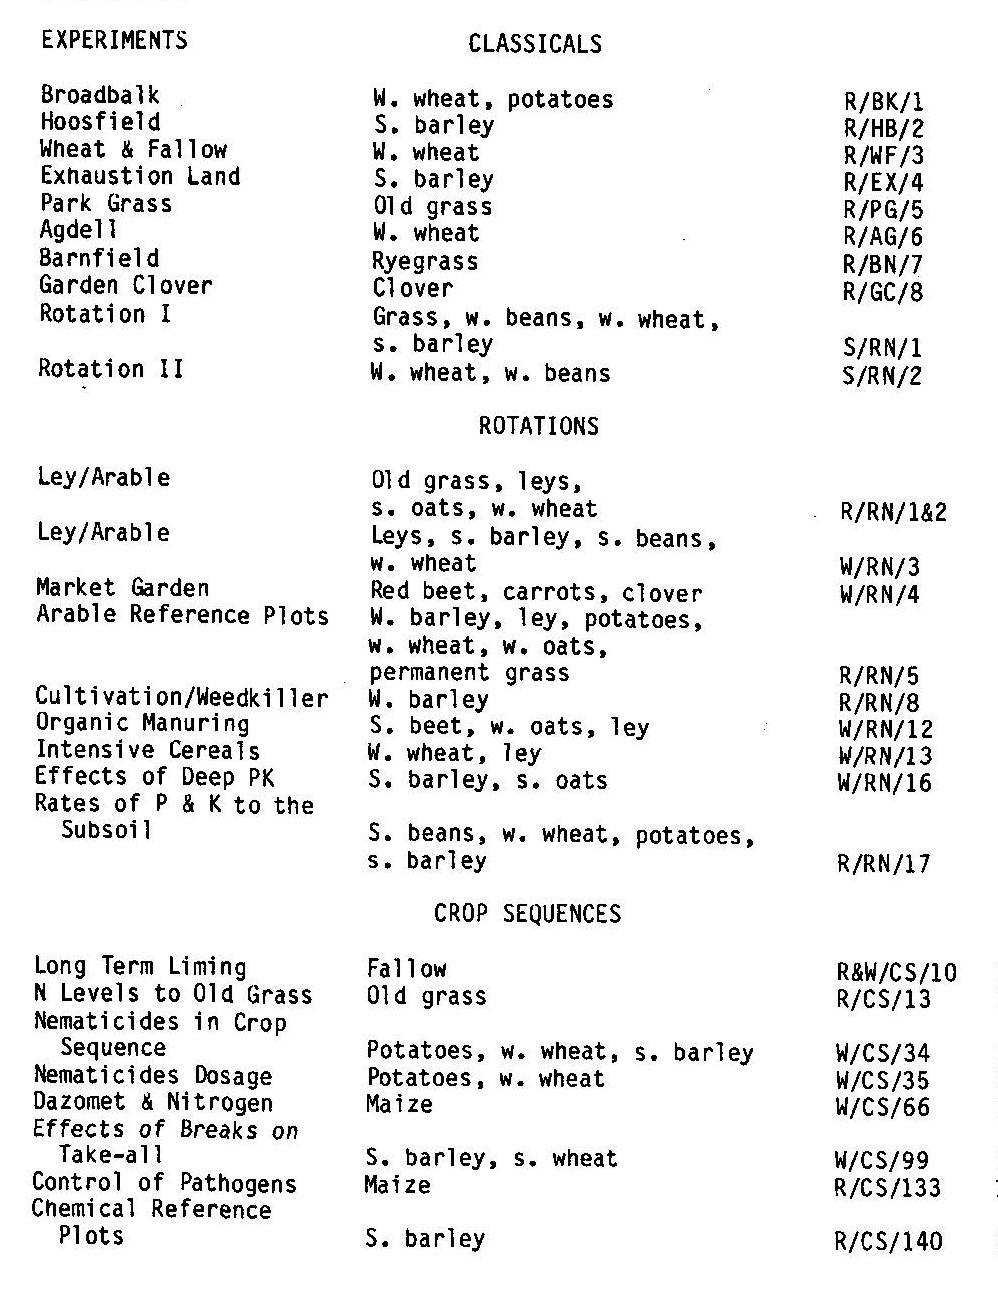 EXPERIMENTS CLASSICALS
Broadbalk W. wheat, potatoes R/BK/1
Hoosfield S. barley R/HB/2
Wheat & Fallow W. wheat R/WF/3
Exhaustion Land S. barley R/EX/4
Park Grass Old grass R/PG/5
Agdell W. wheat R/AG/6
Barnfield Ryegrass R/BN/7
Garden Clover Clover R/GC/8
Rotation I Grass, w. beans, w. wheat,
s. barley S/RN/1
Rotation II W. wheat, w. beans S/RN/2
ROTATIONS
Ley/Arable Old grass, leys,
s. oats, w. wheat R/RN/1&2
Ley/Arable Leys, s. barley, s. beans,
w. wheat W/RN/3
Market Garden Red beet, carrots, clover W/RN/4
Arable Reference Plots W. barley, ley, potatoes,
w. wheat, w. oats,
permanent grass R/RN/5
Cultivation/Weedkiller W. barley R/RN/8
Organic Manuring S. beet, w. oats, ley W/RN/12
Intensive Cereals W. wheat, ley W/RN/13
Effects of Deep PK S. barley, s. oats W/RN/16
Rates of P & K to the
Subsoil S. beans, w. wheat, potatoes,
s. barley R/RN/17
CROP SEQUENCES
Long Term Liming Fallow R&W/CS/10
N Levels to Old Grass Old grass R/CS/13
Nematicides in Crop
Sequence Potatoes, w. wheat, s. barley W/CS/34
Nematicides Dosage Potatoes, w. wheat W/CS/35
Dazomet & Nitrogen Maize W/CS/66
Effects of Breaks on
Take-all S. barley, s. wheat W/CS/99
Control of Pathogens Maize R/CS/133
Chemical Reference
Plots S. barley R/CS/140